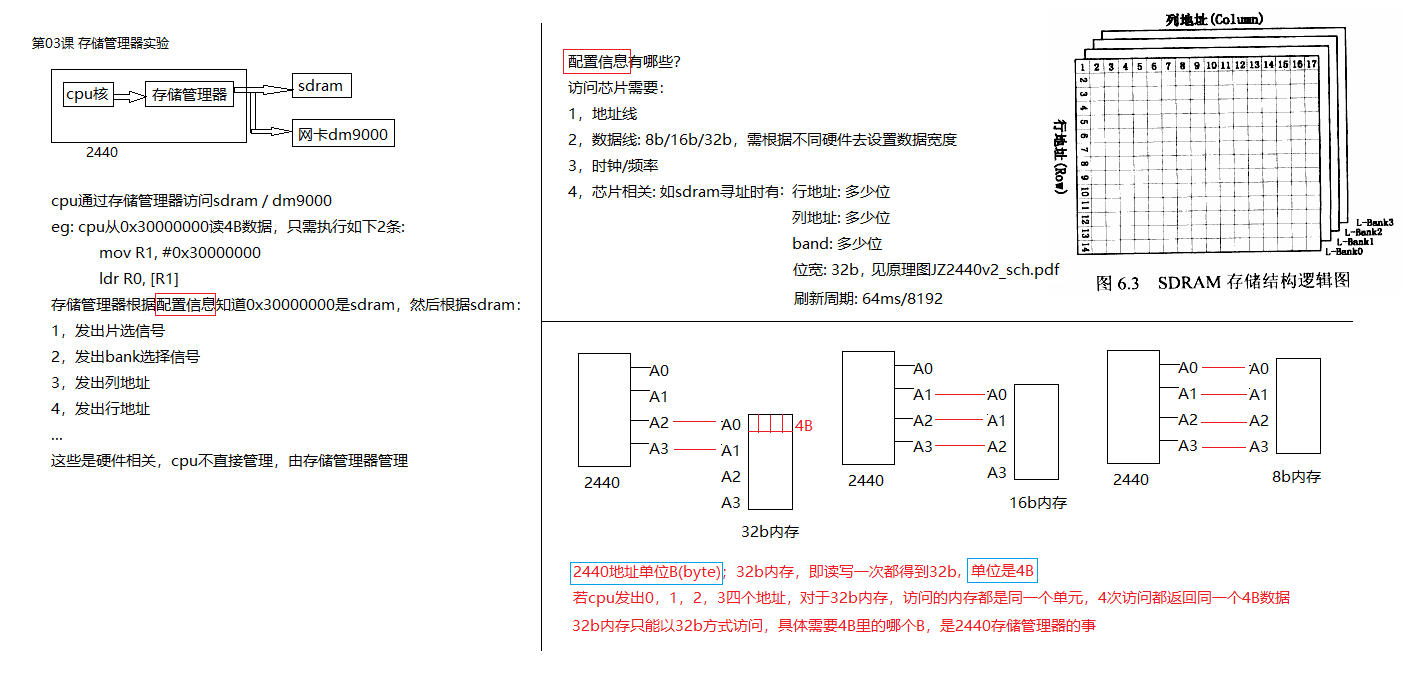 第03课 存储管理器实验
cpu核
存储管理器
sdram
网卡dm9000
2440
cpu通过存储管理器访问sdram / dm9000
eg: cpu从0x30000000读4B数据，只需执行如下2条:
mov R1, #0x30000000
ldr R0, [R1]
存储管理器根据配置信息知道0x30000000是sdram，然后根据sdram：
1，发出片选信号
2，发出bank选择信号
3，发出列地址
4，发出行地址
...
这些是硬件相关，cpu不直接管理，由存储管理器管理
配置信息有哪些?
访问芯片需要：
1，地址线
2，数据线: 8b/16b/32b，需根据不同硬件去设置数据宽度
3，时钟/频率
4，芯片相关: 如sdram寻址时有：行地址: 多少位
列地址: 多少位
band: 多少位
位宽: 32b，见原理图JZ2440v2_sch.pdf
刷新周期: 64ms/8192
列地址(Column)
1 2 3 4 5 6 7 8 9 10 11 12 13 14 15 16 17
2
3
4
5
6
7
8
9
10
11
12
13
14
行地址(Row)
L-Bank3
L-Bank2
L-Bank1
L-Bank0
图 6.3 SDRAM 存储结构逻辑图
A0
A1
A2
A3
2440
A0
A1
A2
A3
4B
32b内存
A0
A1
A2
A3
2440
A0
A1
A2
A3
16b内存
A0
A1
A2
A3
2440
A0
A1
A2
A3
8b内存
2440地址单位B(byte)；32b内存，即读写一次都得到32b，单位是4B
若cpu发出0，1，2，3四个地址，对于32b内存，访问的内存都是同一个单元，4次访问都返回同一个4B数据
32b内存只能以32b方式访问，具体需要4B里的哪个B，是2440存储管理器的事